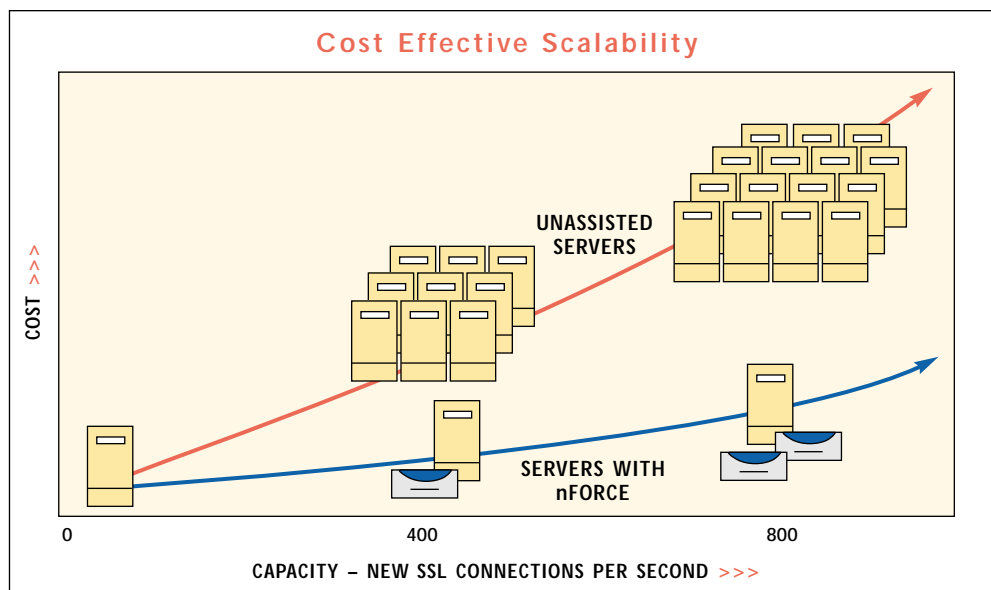 Cost Effective Scalability
UNASSISTED
SERVERS
COST >>>
SERVERS WITH
nFORCE
0
400
800
CAPACITY – NEW SSL CONNECTIONS PER SECOND >>>